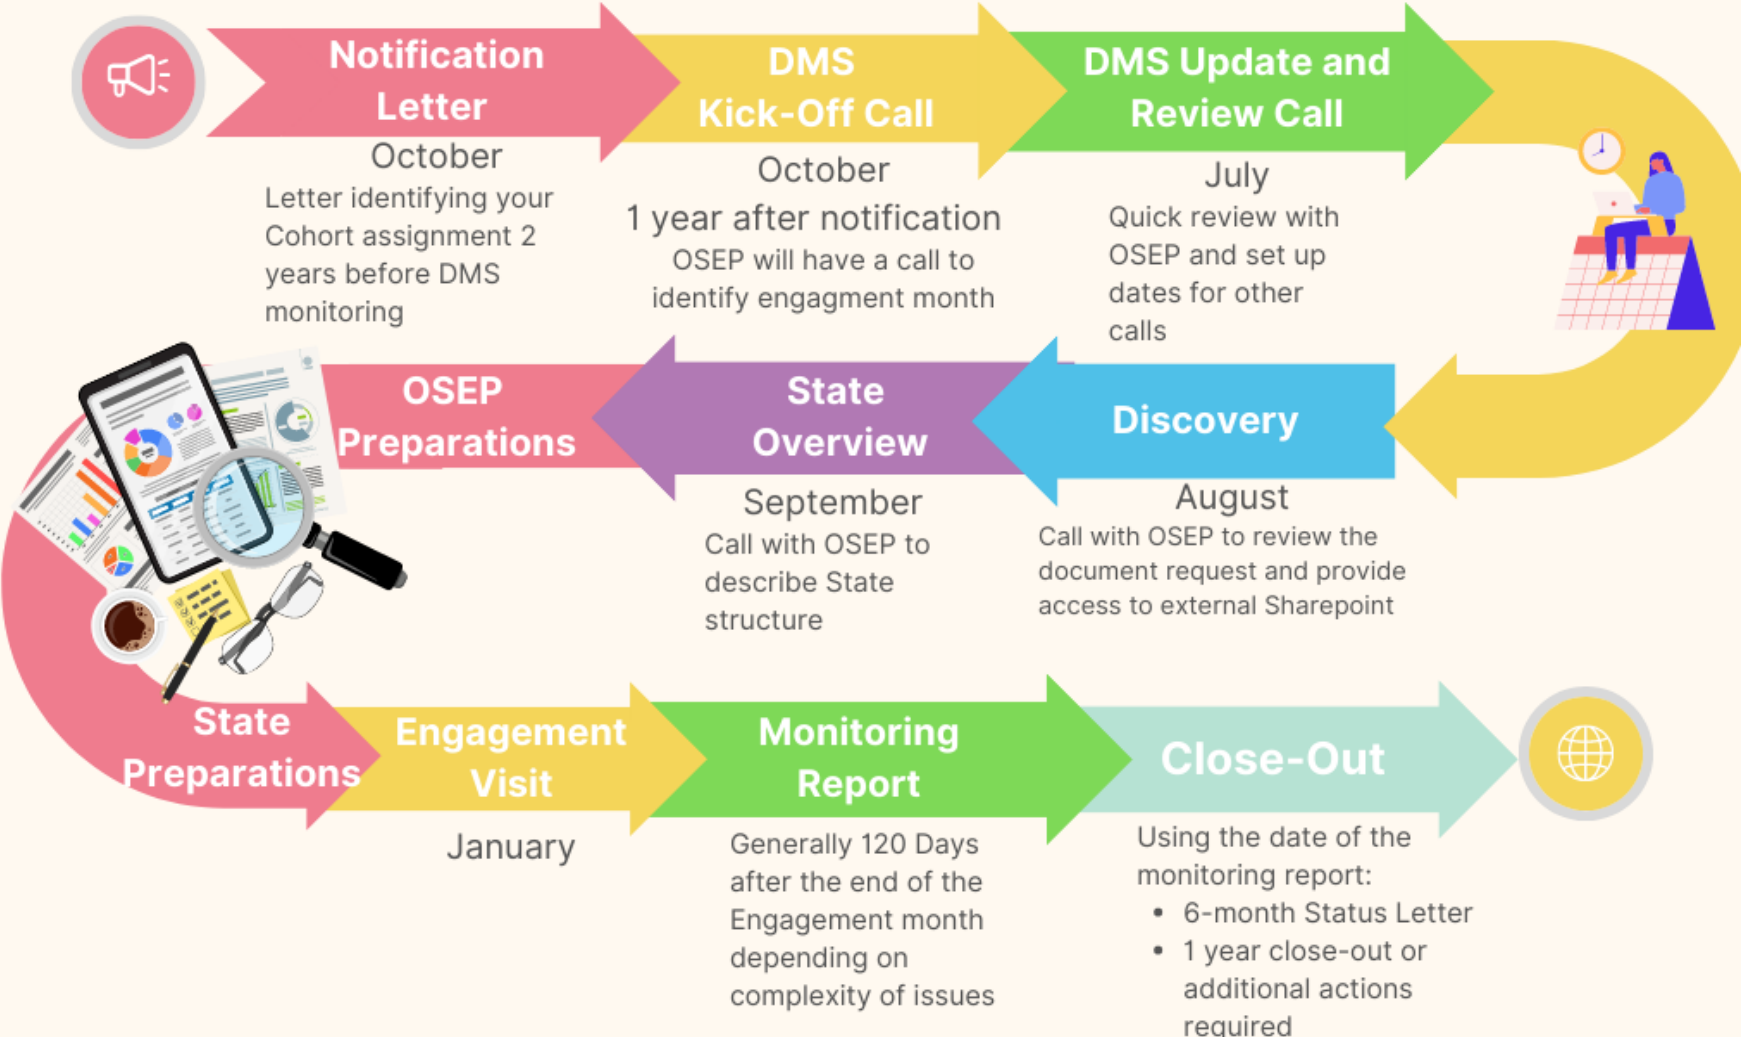 Notification
Letter
October
Letter identifying your
Cohort assignment 2
years before DMS
monitoring
DMS
Kick-Off Call
October
1 year after notification
OSEP will have a call to
identify engagment month
DMS Update and
Review Call
July
Quick review with
OSEP and set up
dates for other
calls
Discovery
August
Call with OSEP to review the
document request and provide
access to external Sharepoint
State
Overview
September
Call with OSEP to
describe State
structure
OSEP
Preparations
State
Preparations
Engagement
Visit
January
Monitoring
Report
Generally 120 Days
after the end of the
Engagement month
depending on
complexity of issues
Close-Out
Using the date of the
monitoring report:
• 6-month Status Letter
• 1 year close-out or
additional actions
required